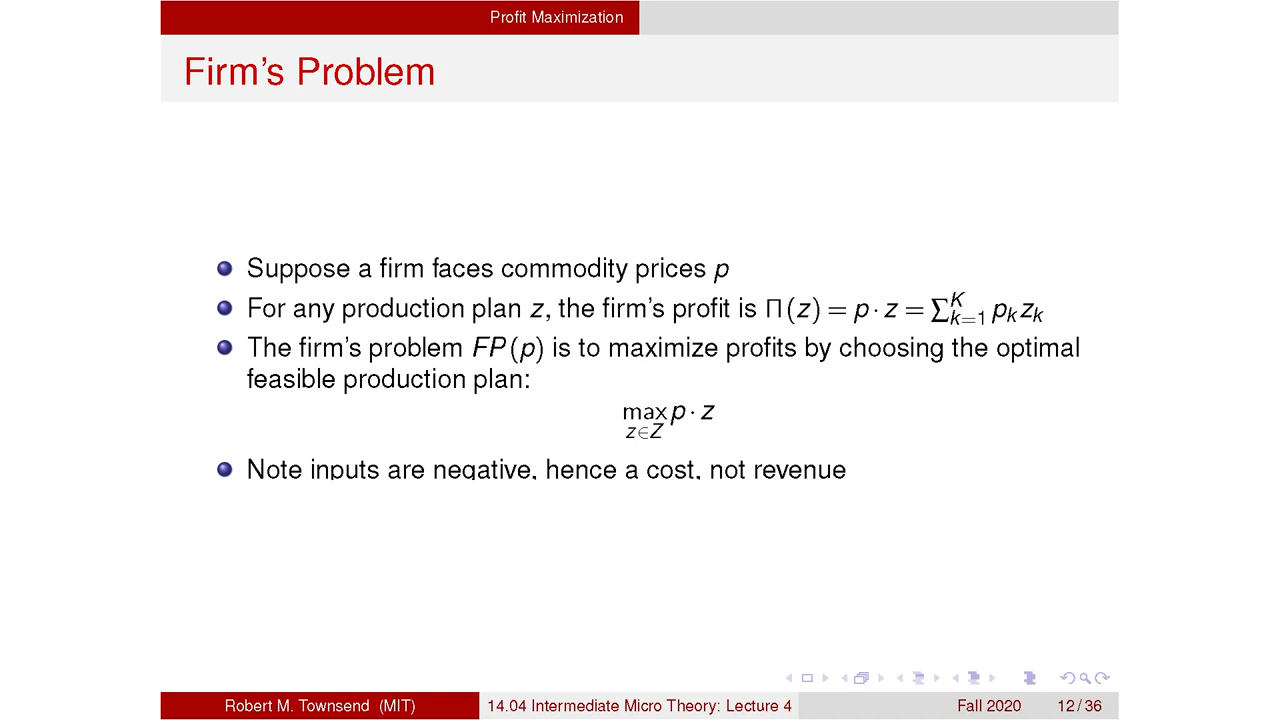 Profit Maximization
Firm's Problem
Suppose a firm faces commodity prices p
For any production plan z, the firm's profit is Π(z) = p · z = ∑_{k=1}^{K} p_k z_k
The firm's problem FP(p) is to maximize profits by choosing the optimal
feasible production plan:
max p · z
z∈Z
Note inputs are negative, hence a cost, not revenue
Robert M. Townsend (MIT) 14.04 Intermediate Micro Theory: Lecture 4 Fall 2020 12 / 36